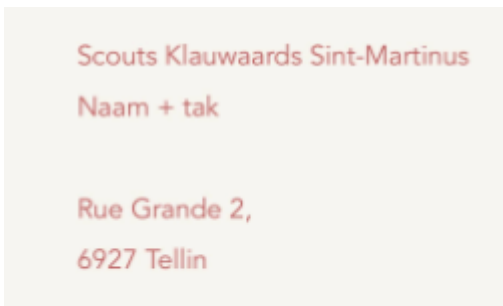 Scouts Klauwaards Sint-Martinus
Naam + tak
Rue Grande 2,
6927 Tellin